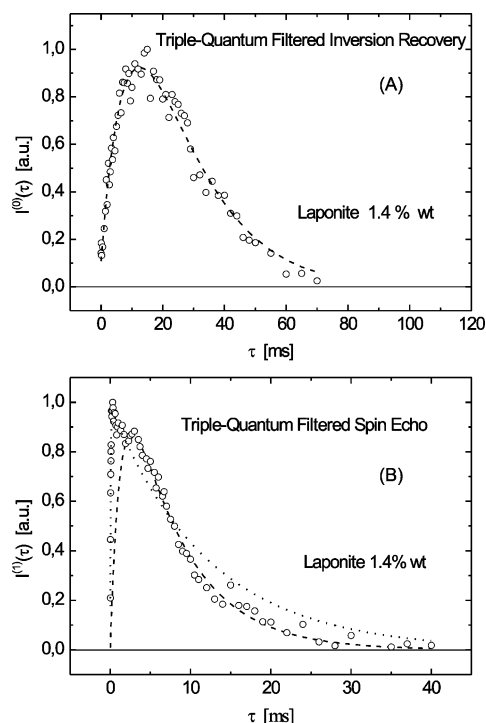 Triple-Quantum Filtered Inversion Recovery
(A)
Laponite 1.4 % wt
I(0)(τ) [a.u.]
1,0
0,8
0,6
0,4
0,2
0,0
0 20 40 60 80 100 120
τ [ms]
Triple-Quantum Filtered Spin Echo
(B)
Laponite 1.4% wt
I(1)(τ) [a.u.]
1,0
0,8
0,6
0,4
0,2
0,0
0 10 20 30 40
τ [ms]